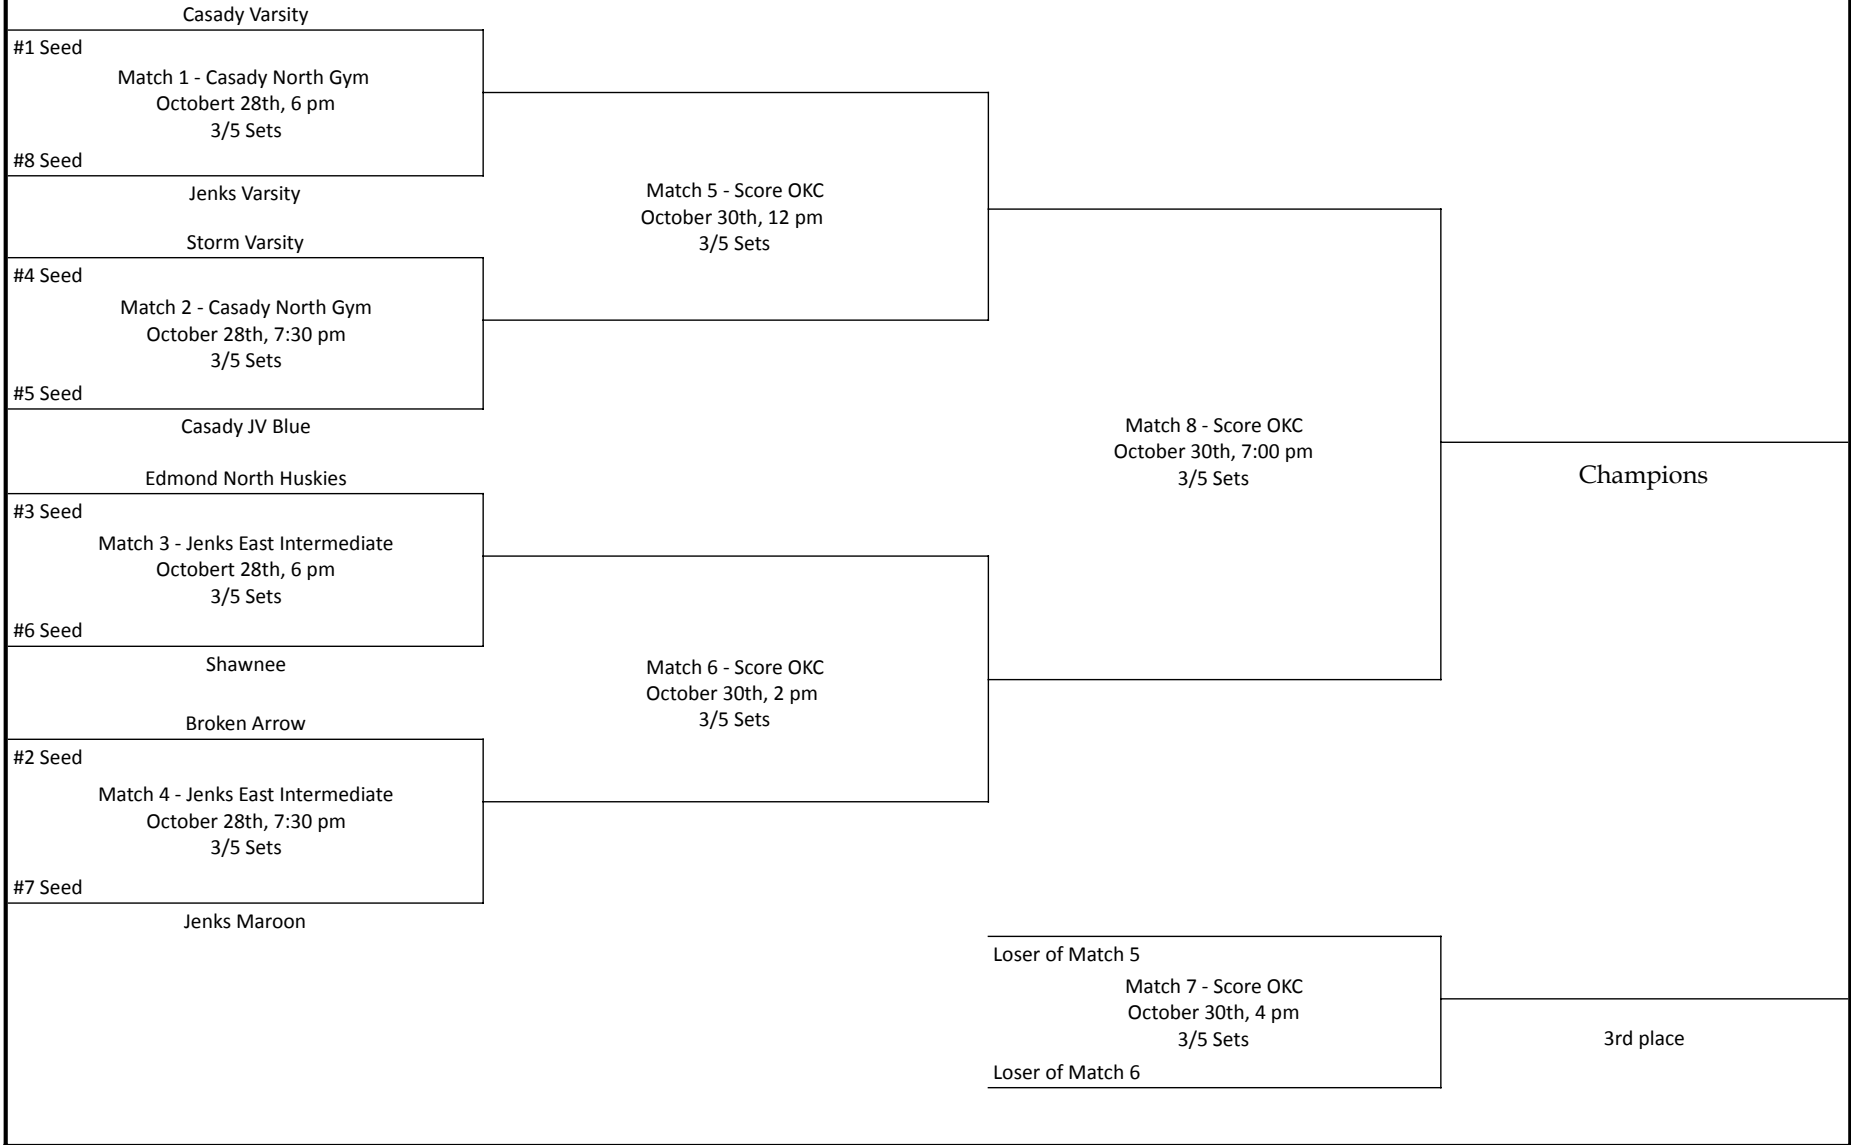 Casady Varsity
#1 Seed
Match 1 - Casady North Gym
Octobert 28th, 6 pm
3/5 Sets
#8 Seed
Jenks Varsity
Storm Varsity
#4 Seed
Match 2 - Casady North Gym
October 28th, 7:30 pm
3/5 Sets
#5 Seed
Casady JV Blue
Edmond North Huskies
#3 Seed
Match 3 - Jenks East Intermediate
Octobert 28th, 6 pm
3/5 Sets
#6 Seed
Shawnee
Broken Arrow
#2 Seed
Match 4 - Jenks East Intermediate
October 28th, 7:30 pm
3/5 Sets
#7 Seed
Jenks Maroon
Match 5 - Score OKC
October 30th, 12 pm
3/5 Sets
Match 6 - Score OKC
October 30th, 2 pm
3/5 Sets
Match 8 - Score OKC
October 30th, 7:00 pm
3/5 Sets
Champions
Loser of Match 5
Match 7 - Score OKC
October 30th, 4 pm
3/5 Sets
Loser of Match 6
3rd place